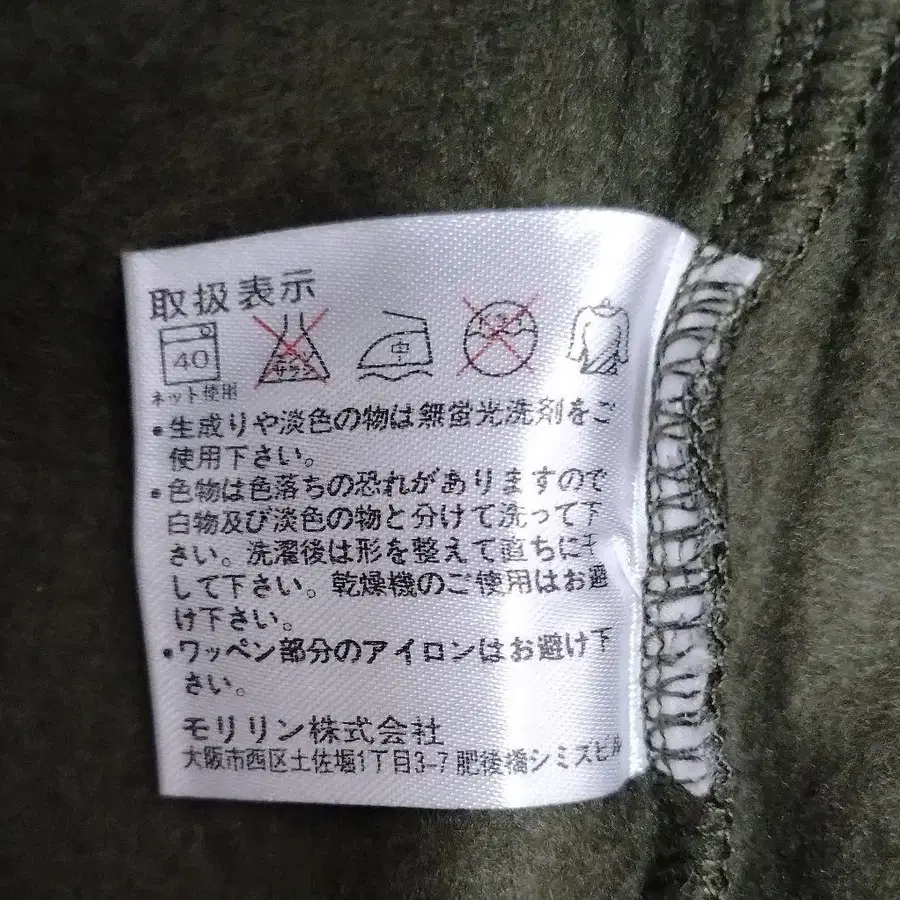 取扱表示
40 サラシ 中 ドライ
ネット使用
•生成りや淡色の物は無蛍光洗剤をご
使用下さい。
•色物は色落ちの恐れがありますので
白物及び淡色の物と分けて洗って下
さい。洗濯後は形を整えて直ちに干
して下さい。乾燥機のご使用はお避
け下さい。
•ワッペン部分のアイロンはお避け下
さい。
モリリン株式会社
大阪市西区土佐堀1丁目3-7 肥後橋シミズビル